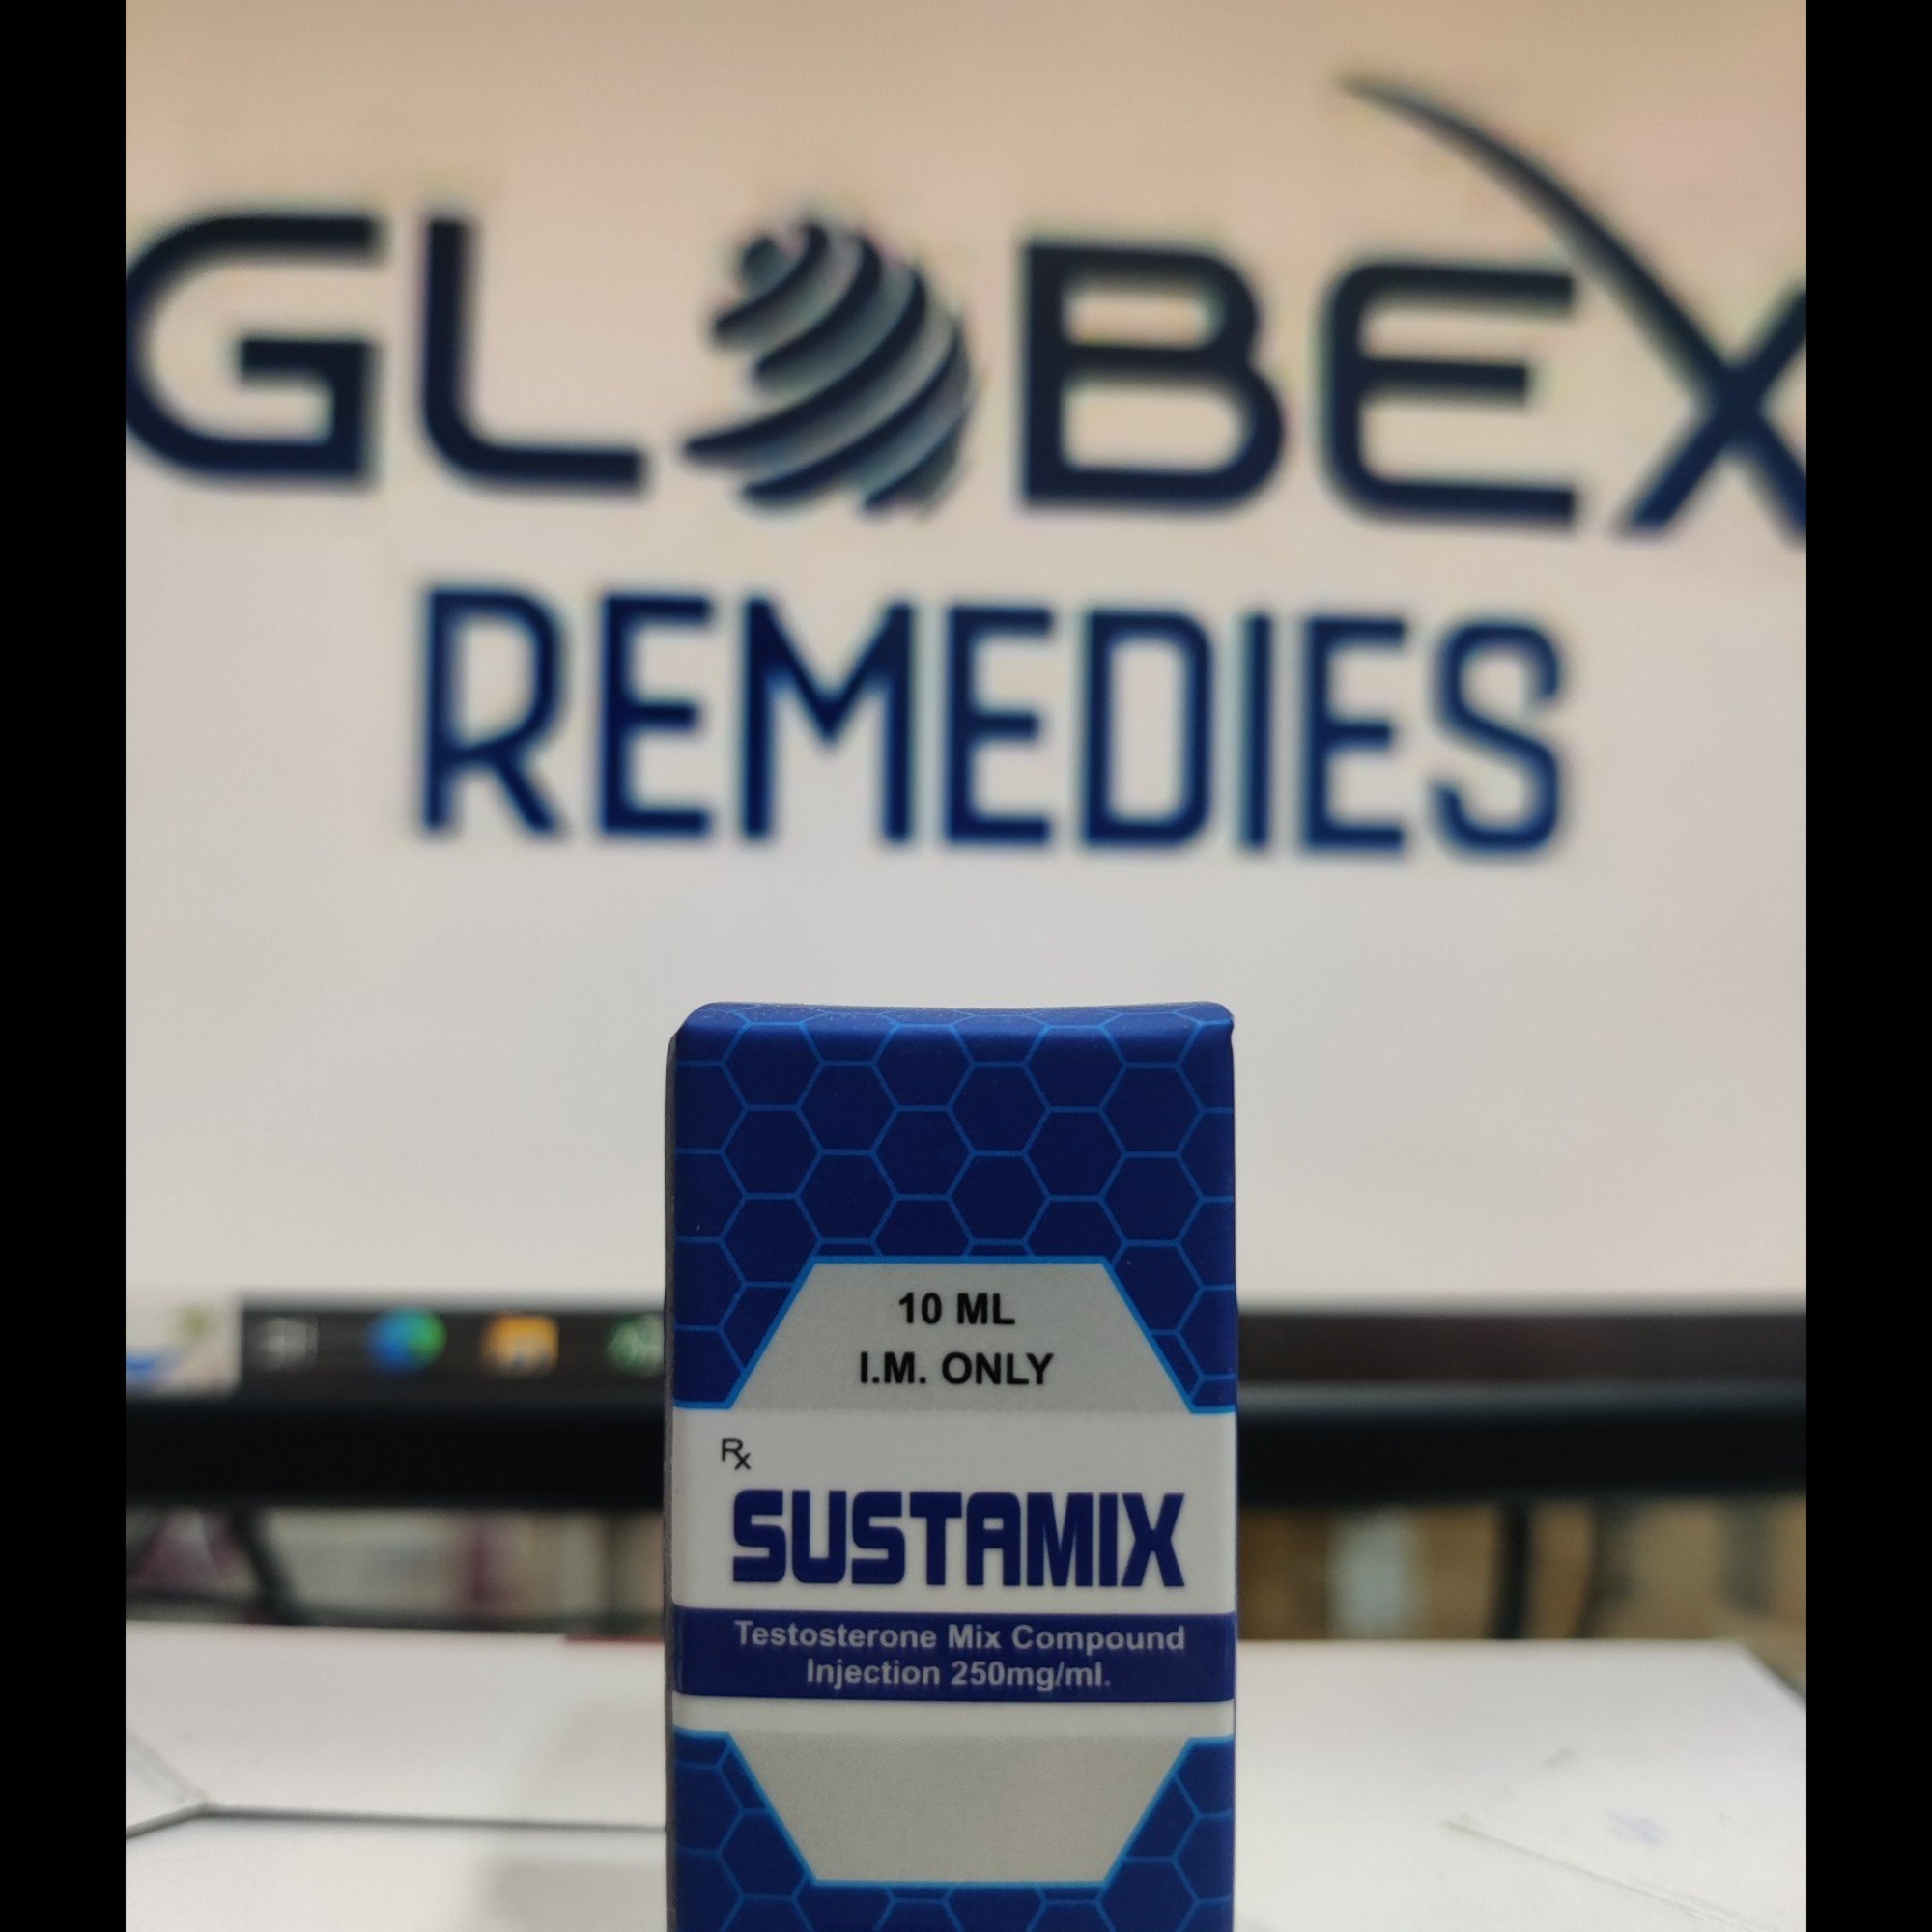 GLOBEX
REMEDIES
10 ML
I.M. ONLY
Rx
SUSTAMIX
Testosterone Mix Compound
Injection 250mg/ml.